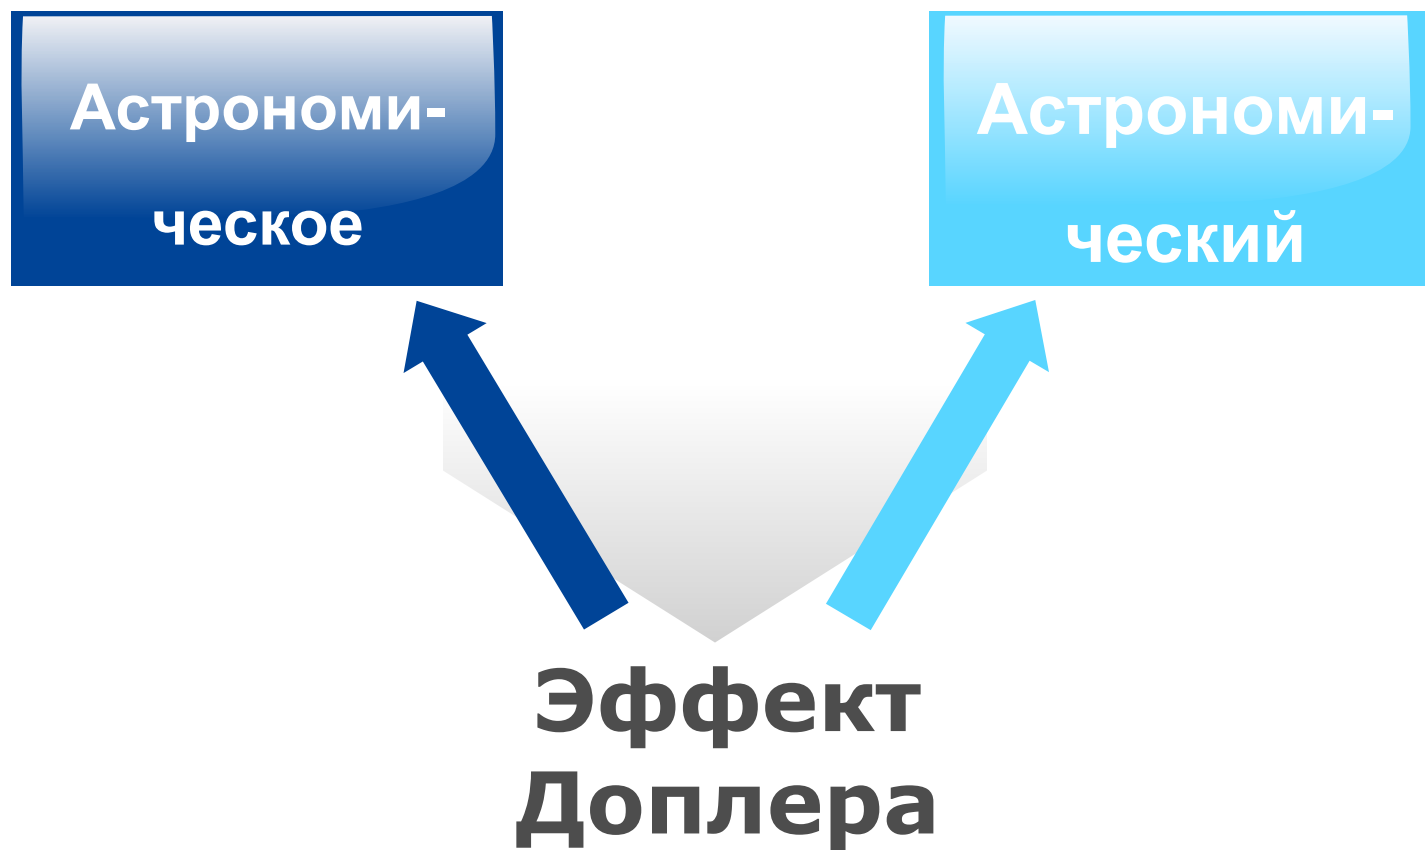 Астрономи-
ческое
Астрономи-
ческий
Эффект
Доплера